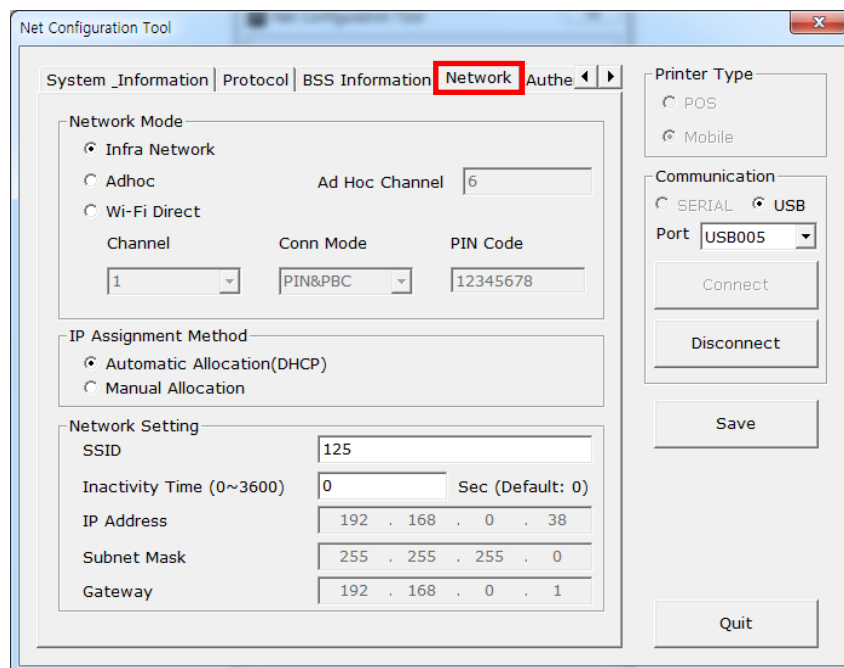 Net Configuration Tool
System _Information Protocol BSS Information Network Authe
Network Mode
Infra Network
Adhoc Ad Hoc Channel 6
Wi-Fi Direct
Channel Conn Mode PIN Code
1 PIN&PBC 12345678
IP Assignment Method
Automatic Allocation(DHCP)
Manual Allocation
Network Setting
SSID 125
Inactivity Time (0~3600) 0 Sec (Default: 0)
IP Address 192 . 168 . 0 . 38
Subnet Mask 255 . 255 . 255 . 0
Gateway 192 . 168 . 0 . 1
Printer Type
POS
Mobile
Communication
SERIAL USB
Port USB005
Connect
Disconnect
Save
Quit